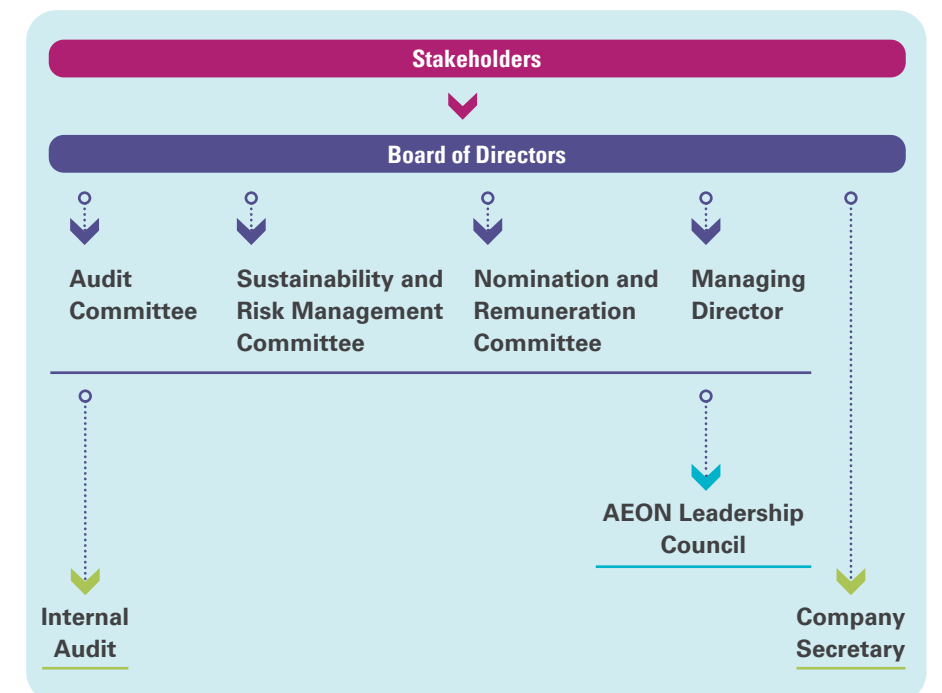 Stakeholders
Board of Directors
Audit
Committee
Sustainability and
Risk Management
Committee
Nomination and
Remuneration
Committee
Managing
Director
AEON Leadership
Council
Internal
Audit
Company
Secretary